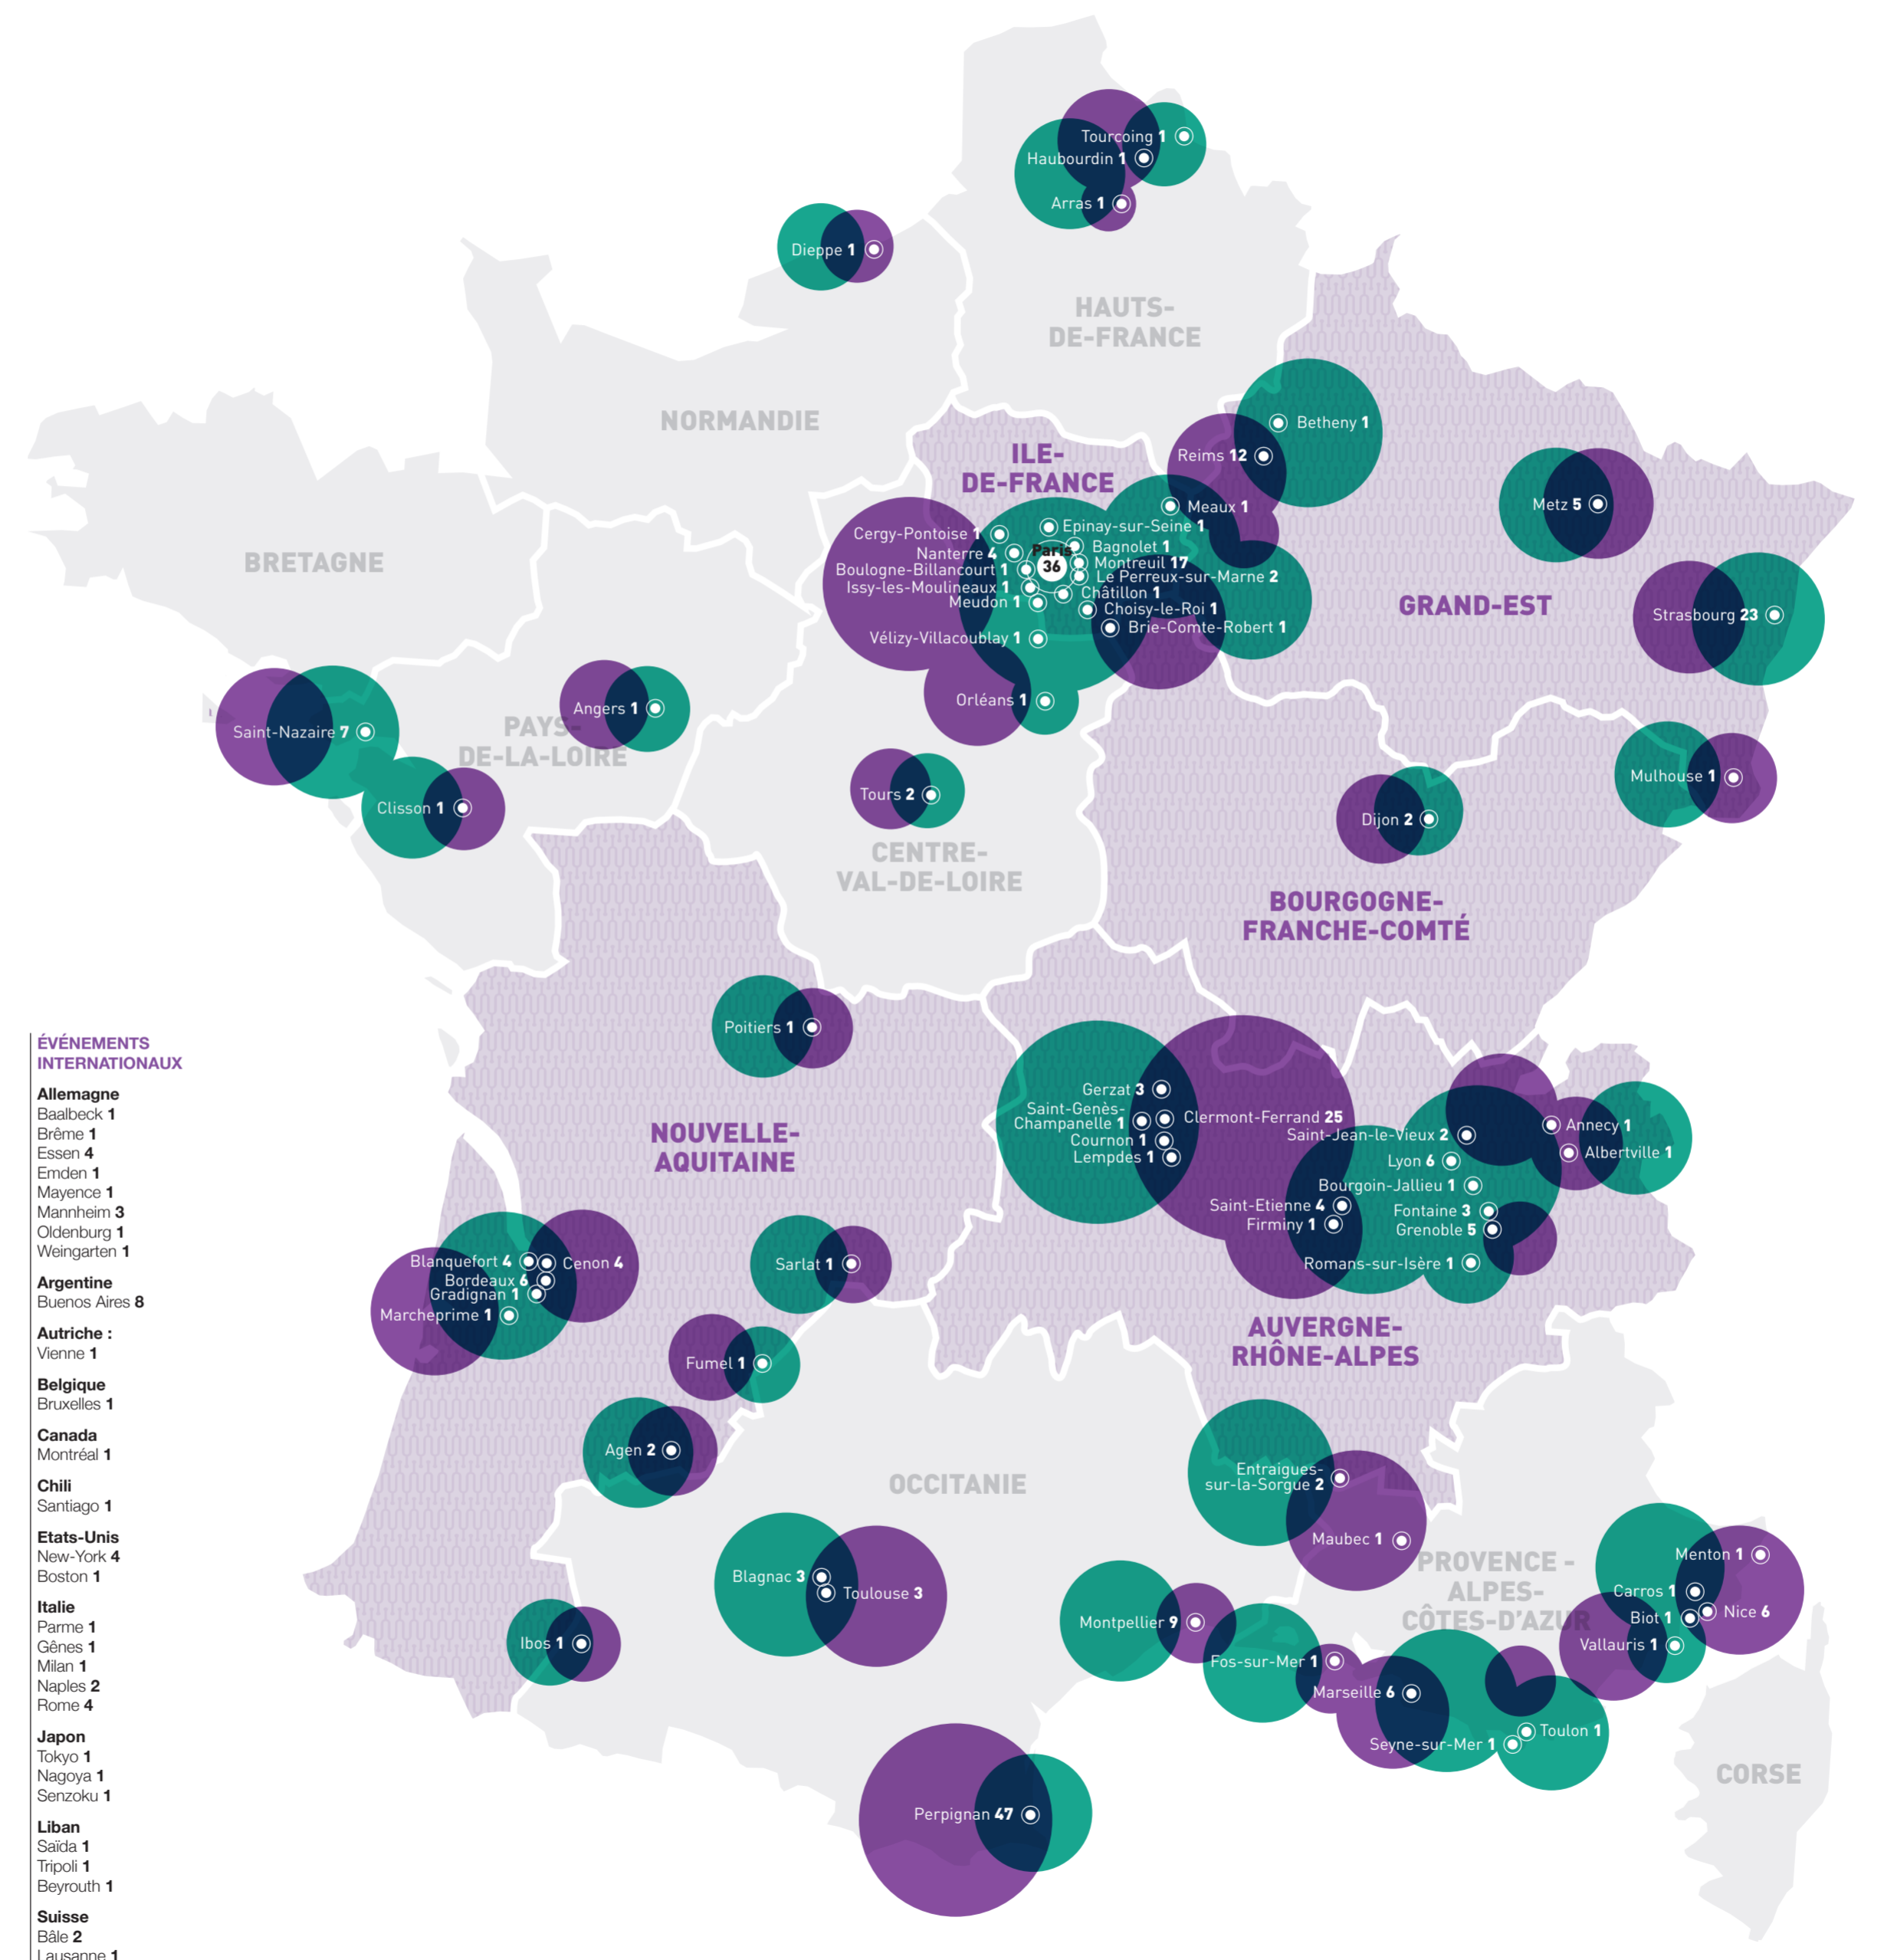 Tourcoing 1
Haubourdin 1
Arras 1
Dieppe 1
HAUTS-
DE-FRANCE
NORMANDIE
Betheny 1
ILE-
DE-FRANCE
Reims 12
Metz 5
Meaux 1
Cergy-Pontoise 1
Epinay-sur-Seine 1
Nanterre 4
Paris
36
Bagnolet 1
Boulogne-Billancourt 1
Montreuil 17
Issy-les-Moulineaux 1
Le Perreux-sur-Marne 2
Meudon 1
Châtillon 1
Choisy-le-Roi 1
Brie-Comte-Robert 1
Vélizy-Villacoublay 1
BRETAGNE
GRAND-EST
Strasbourg 23
Orléans 1
Angers 1
Saint-Nazaire 7
PAYS-
DE-LA-LOIRE
Mulhouse 1
Tours 2
Clisson 1
Dijon 2
CENTRE-
VAL-DE-LOIRE
BOURGOGNE-
FRANCHE-COMTÉ
Poitiers 1
NOUVELLE-
AQUITAINE
Gerzat 3
Saint-Genès-
Champanelle 1
Clermont-Ferrand 25
Cournon 1
Lempdes 1
Saint-Jean-le-Vieux 2
Annecy 1
Albertville 1
Lyon 6
Bourgoin-Jallieu 1
Saint-Etienne 4
Fontaine 3
Firminy 1
Grenoble 5
Romans-sur-Isère 1
Blanquefort 4
Cenon 4
Bordeaux 6
Gradignan 1
Marcheprime 1
Sarlat 1
AUVERGNE-
RHÔNE-ALPES
Fumel 1
Agen 2
OCCITANIE
Entraigues-
sur-la-Sorgue 2
Maubec 1
PROVENCE -
ALPES-
CÔTES-D'AZUR
Menton 1
Carros 1
Nice 6
Biot 1
Vallauris 1
Blagnac 3
Toulouse 3
Montpellier 9
Ibos 1
Fos-sur-Mer 1
Marseille 6
Toulon 1
Seyne-sur-Mer 1
CORSE
Perpignan 47
ÉVÉNEMENTS
INTERNATIONAUX
Allemagne
Baalbeck 1
Brême 1
Essen 4
Emden 1
Mayence 1
Mannheim 3
Oldenburg 1
Weingarten 1
Argentine
Buenos Aires 8
Autriche :
Vienne 1
Belgique
Bruxelles 1
Canada
Montréal 1
Chili
Santiago 1
Etats-Unis
New-York 4
Boston 1
Italie
Parme 1
Gênes 1
Milan 1
Naples 2
Rome 4
Japon
Tokyo 1
Nagoya 1
Senzoku 1
Liban
Saïda 1
Tripoli 1
Beyrouth 1
Suisse
Bâle 2
Lausanne 1